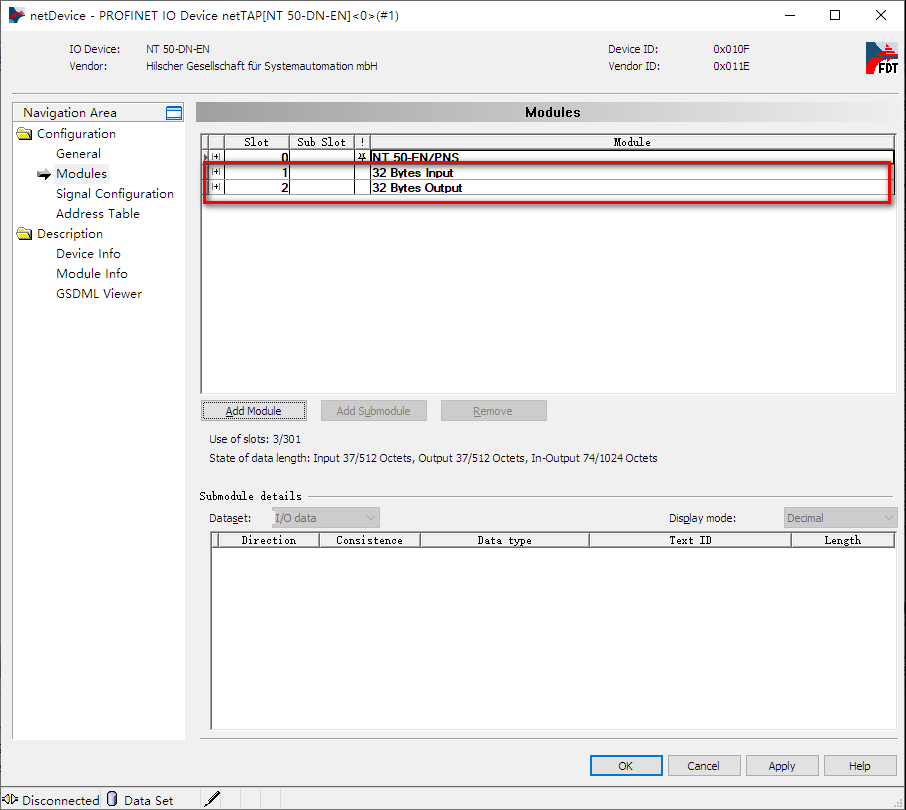 netDevice - PROFINET IO Device netTAP[NT 50-DN-EN]<0>(#1)
IO Device: NT 50-DN-EN Device ID: 0x010F
Vendor: Hilscher Gesellschaft für Systemautomation mbH Vendor ID: 0x011E
FDT
Navigation Area
Configuration
General
Modules
Signal Configuration
Address Table
Description
Device Info
Module Info
GSDML Viewer
Modules
Slot Sub Slot ! Module
0 NT 50-EN/PNS
1 32 Bytes Input
2 32 Bytes Output
Add Module Add Submodule Remove
Use of slots: 3/301
State of data length: Input 37/512 Octets, Output 37/512 Octets, In-Output 74/1024 Octets
Submodule details
Dataset: I/O data Display mode: Decimal
Direction Consistence Data type Text ID Length
OK Cancel Apply Help
Disconnected Data Set